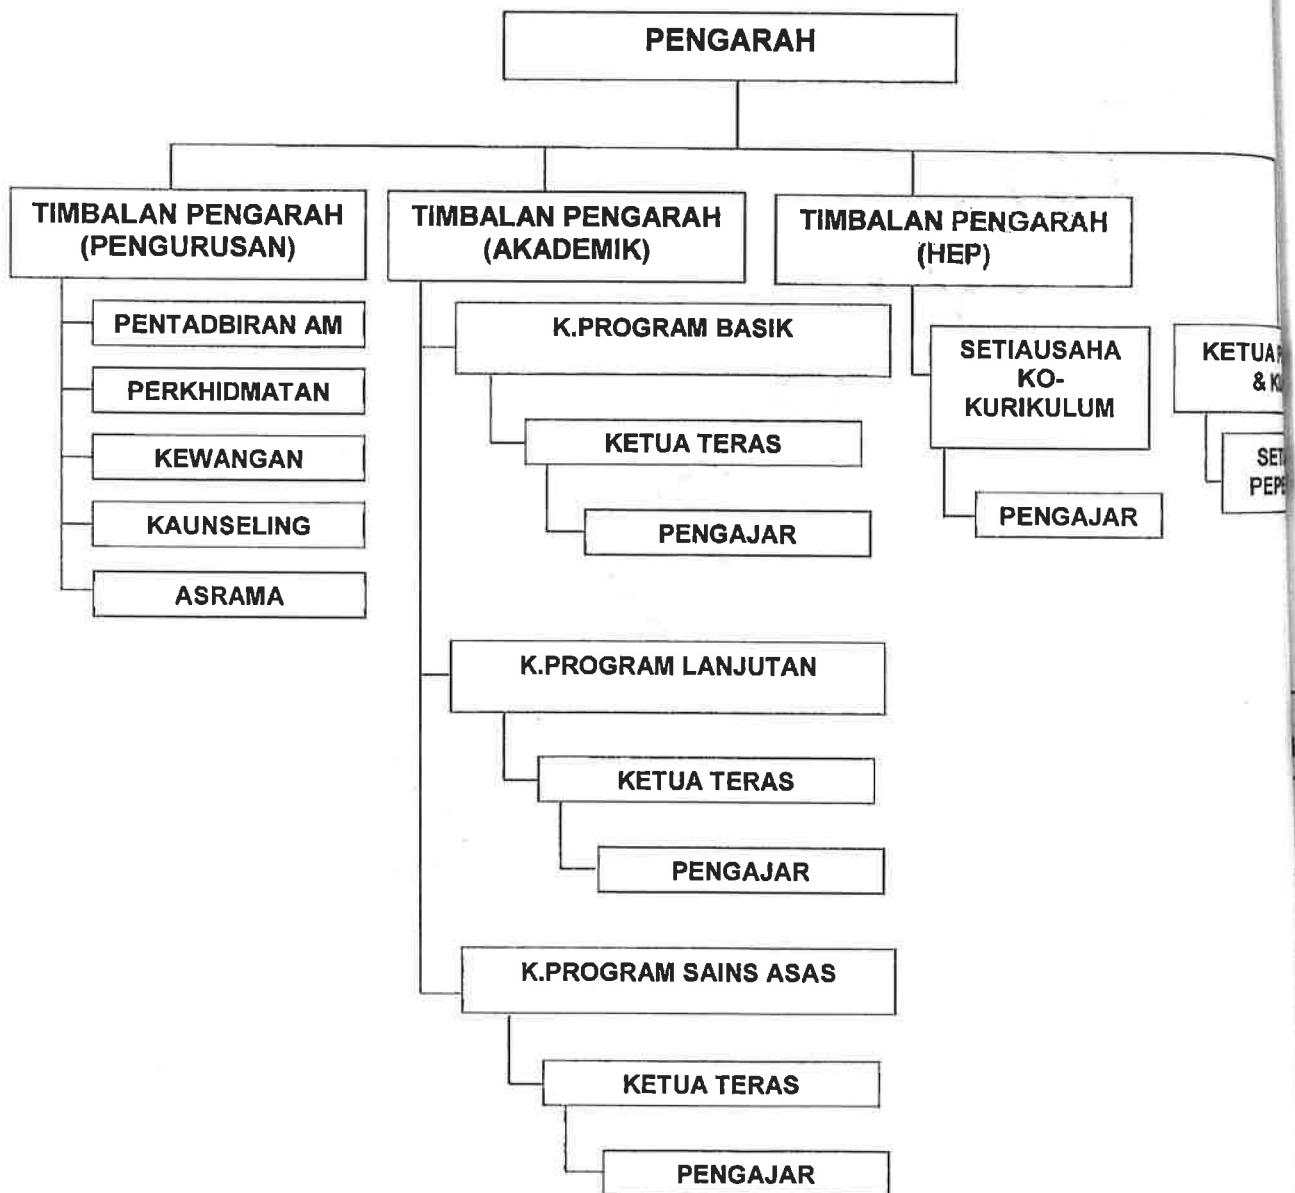 PENGARAH
TIMBALAN PENGARAH
(PENGURUSAN)
PENTADBIRAN AM
PERKHIDMATAN
KEWANGAN
KAUNSELING
ASRAMA
TIMBALAN PENGARAH
(AKADEMIK)
K.PROGRAM BASIK
KETUA TERAS
PENGAJAR
K.PROGRAM LANJUTAN
KETUA TERAS
PENGAJAR
K.PROGRAM SAINS ASAS
KETUA TERAS
PENGAJAR
TIMBALAN PENGARAH
(HEP)
SETIAUSAHA
KO-
KURIKULUM
PENGAJAR
KETUA
&